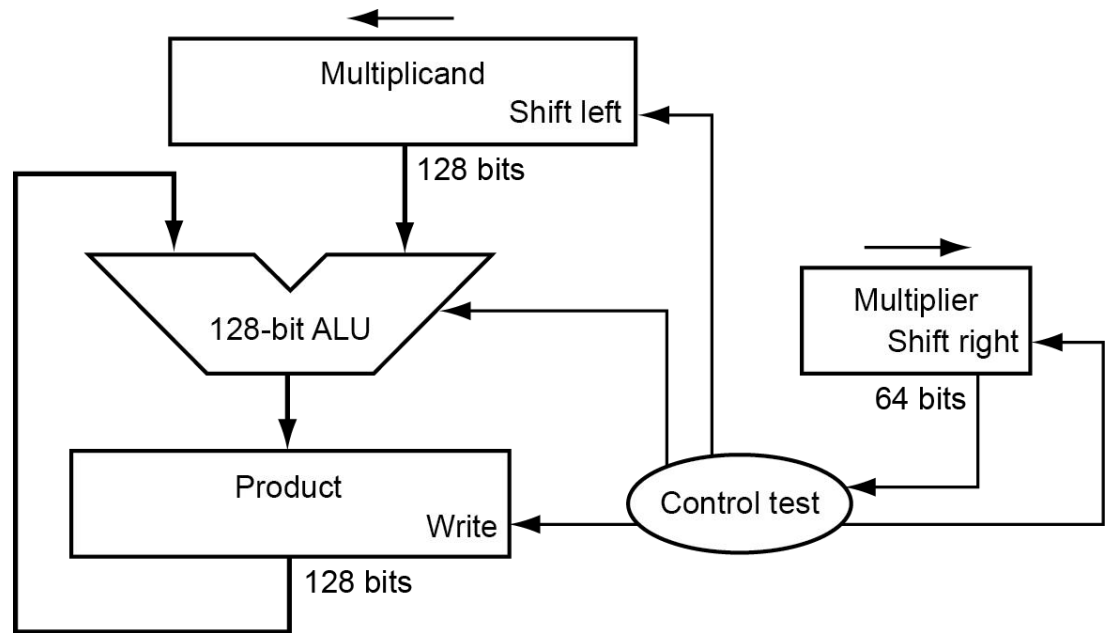 Multiplicand
Shift left
128 bits
128-bit ALU
Multiplier
Shift right
64 bits
Product
Write
Control test
128 bits